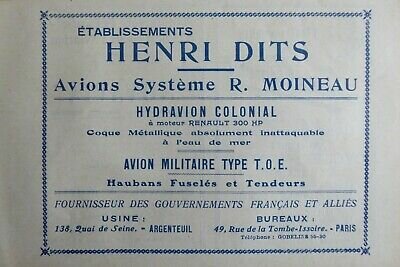 ÉTABLISSEMENTS
HENRI DITS
Avions Système R. MOINEAU
HYDRAVION COLONIAL
à moteur RENAULT 300 HP
Coque Métallique absolument inattaquable
à l'eau de mer
AVION MILITAIRE TYPE T.O.E.
Haubans Fuselés et Tendeurs
FOURNISSEUR DES GOUVERNEMENTS FRANÇAIS ET ALLIÉS
USINE :
138, Quai de Seine. - ARGENTEUIL
BUREAUX :
49, Rue de la Tombe-Issoire. - PARIS
Téléphone : GOBELINS